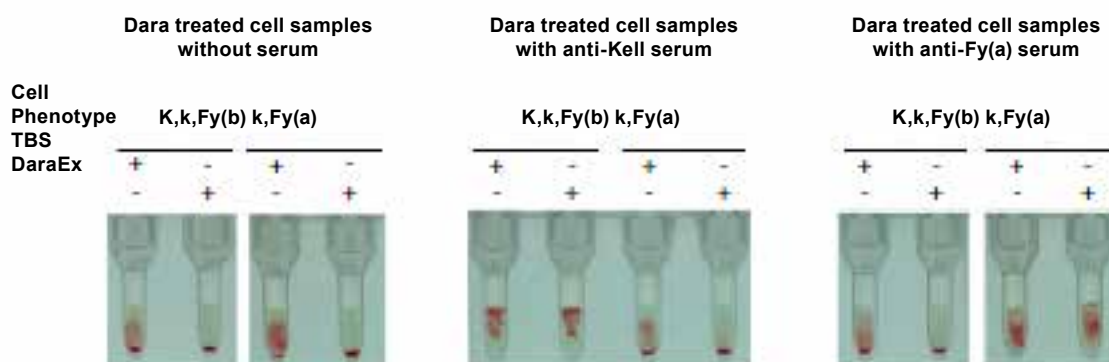 Dara treated cell samples
without serum
Dara treated cell samples
with anti-Kell serum
Dara treated cell samples
with anti-Fy(a) serum
Cell
Phenotype K,k,Fy(b) k,Fy(a) K,k,Fy(b) k,Fy(a) K,k,Fy(b) k,Fy(a)
TBS
DaraEx + - + - + - + - + - + -
- + - + - + - + - + - +